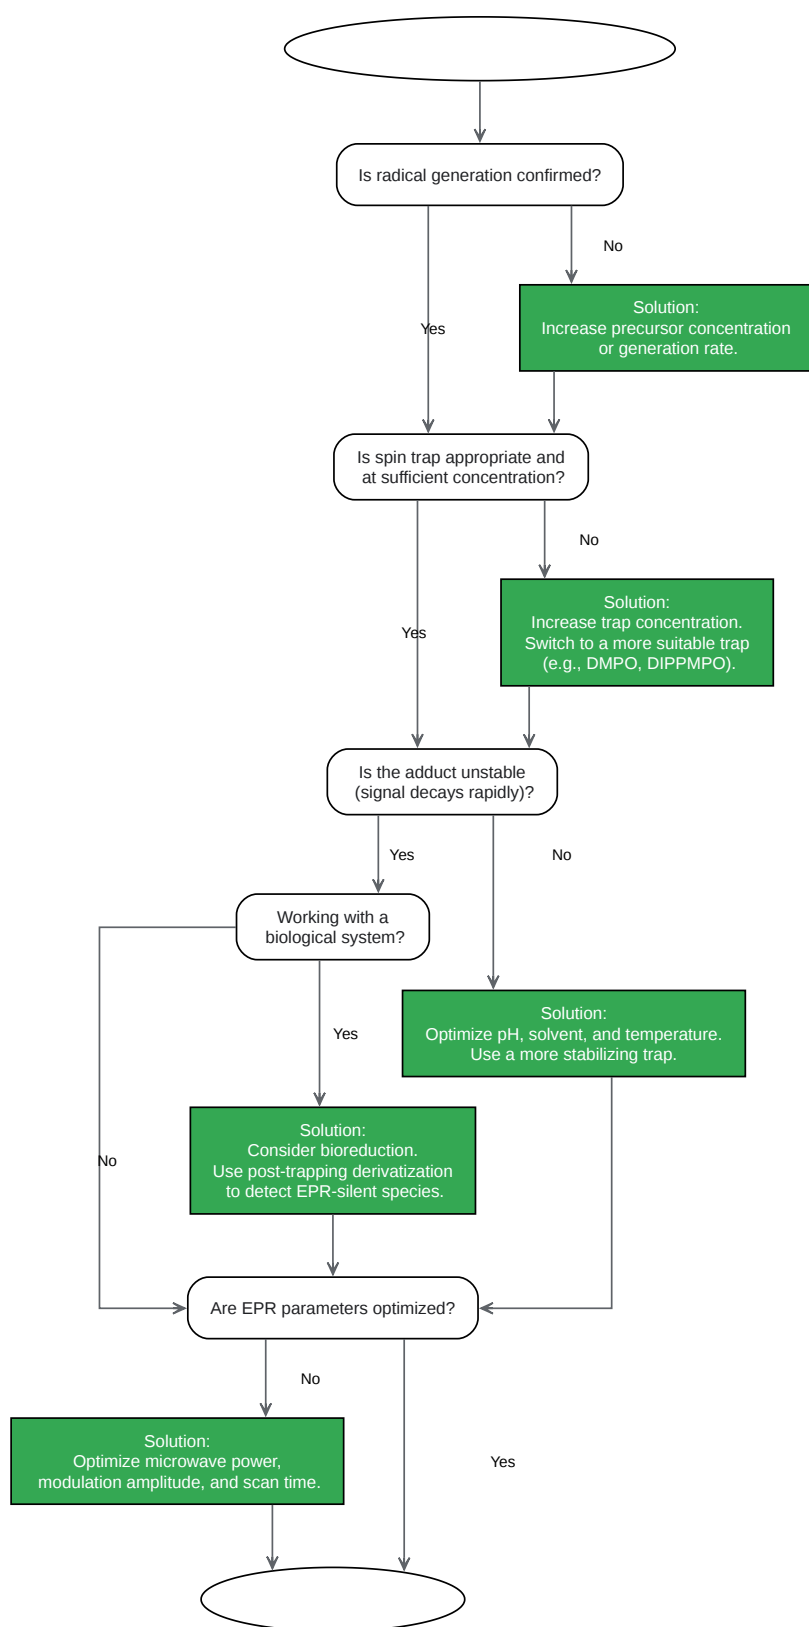 Is radical generation confirmed?
No
Solution:
Increase precursor concentration
or generation rate.
Yes
Is spin trap appropriate and
at sufficient concentration?
No
Solution:
Increase trap concentration.
Switch to a more suitable trap
(e.g., DMPO, DIPPMPO).
Yes
Is the adduct unstable
(signal decays rapidly)?
Yes
No
Working with a
biological system?
Solution:
Optimize pH, solvent, and temperature.
Use a more stabilizing trap.
Yes
Solution:
Consider bioreduction.
Use post-trapping derivatization
to detect EPR-silent species.
No
Are EPR parameters optimized?
No
Solution:
Optimize microwave power,
modulation amplitude, and scan time.
Yes